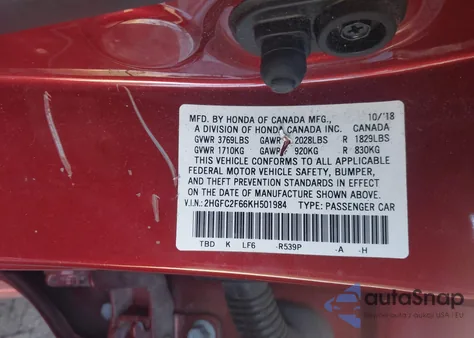 MFD. BY HONDA OF CANADA MFG., 10/'18
A DIVISION OF HONDA CANADA INC. CANADA
GVWR 3769LBS GAWR F 2028LBS R 1829LBS
GVWR 1710KG GAWR F 920KG R 830KG
THIS VEHICLE CONFORMS TO ALL APPLICABLE
FEDERAL MOTOR VEHICLE SAFETY, BUMPER,
AND THEFT PREVENTION STANDARDS IN EFFECT
ON THE DATE OF MANUFACTURE SHOWN ABOVE.
V.I.N.: 2HGFC2F66KH501984 TYPE: PASSENGER CAR
TBD K LF6 -R539P -A -H
autoSnap